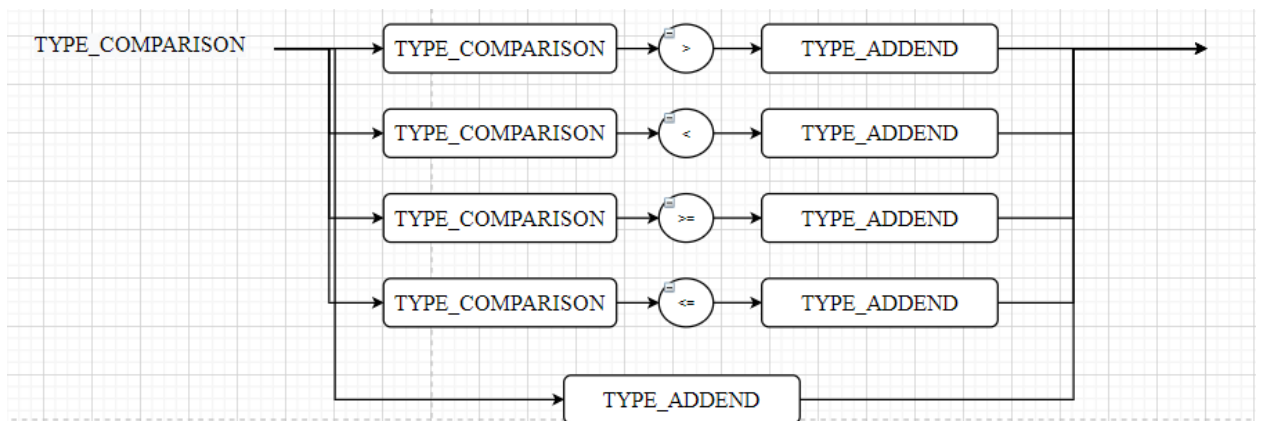 TYPE_COMPARISON TYPE_COMPARISON > TYPE_ADDEND
TYPE_COMPARISON < TYPE_ADDEND
TYPE_COMPARISON >= TYPE_ADDEND
TYPE_COMPARISON <= TYPE_ADDEND
TYPE_ADDEND